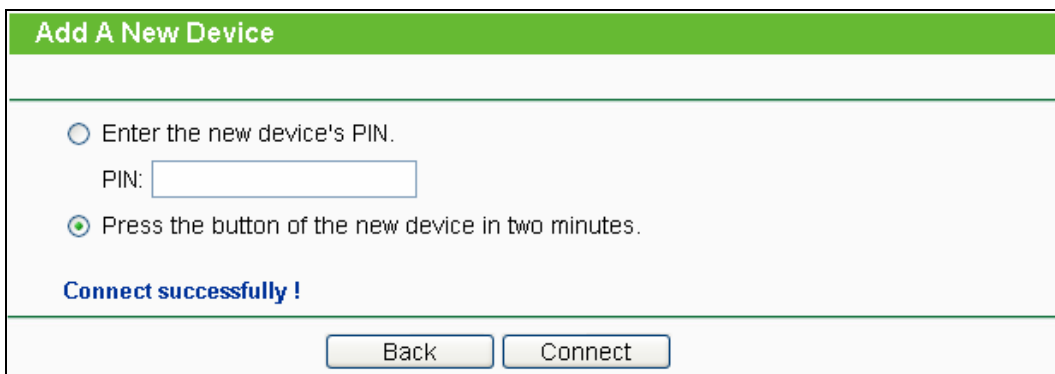 Add A New Device
Enter the new device's PIN.
PIN:
Press the button of the new device in two minutes.
Connect successfully !
Back Connect